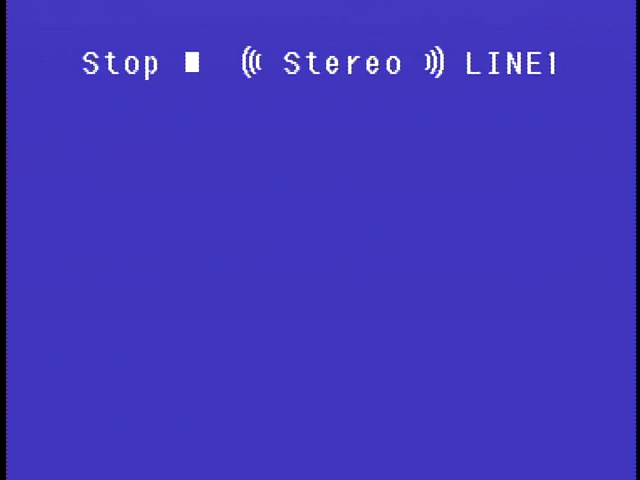 Stop ■ ⸨ Stereo ⸩ LINE1